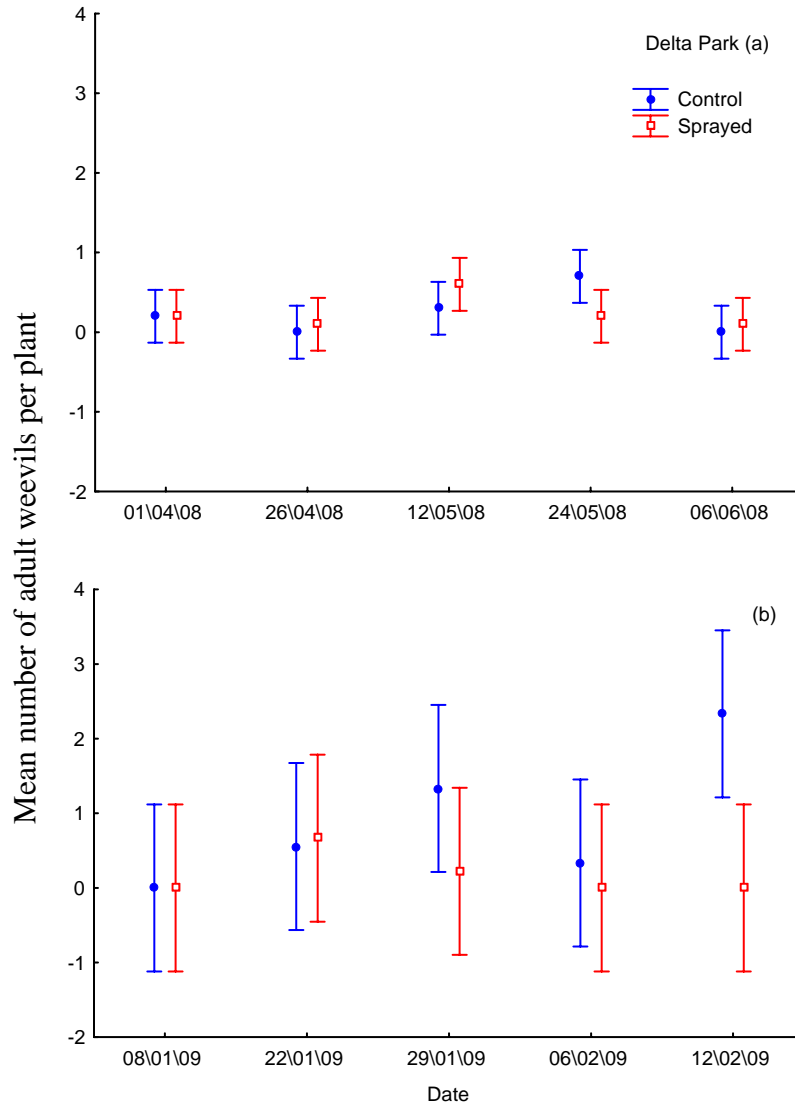 Mean number of adult weevils per plant
Delta Park (a)
Control
Sprayed
4
3
2
1
0
-1
-2
01\04\08 26\04\08 12\05\08 24\05\08 06\06\08
(b)
4
3
2
1
0
-1
-2
08\01\09 22\01\09 29\01\09 06\02\09 12\02\09
Date